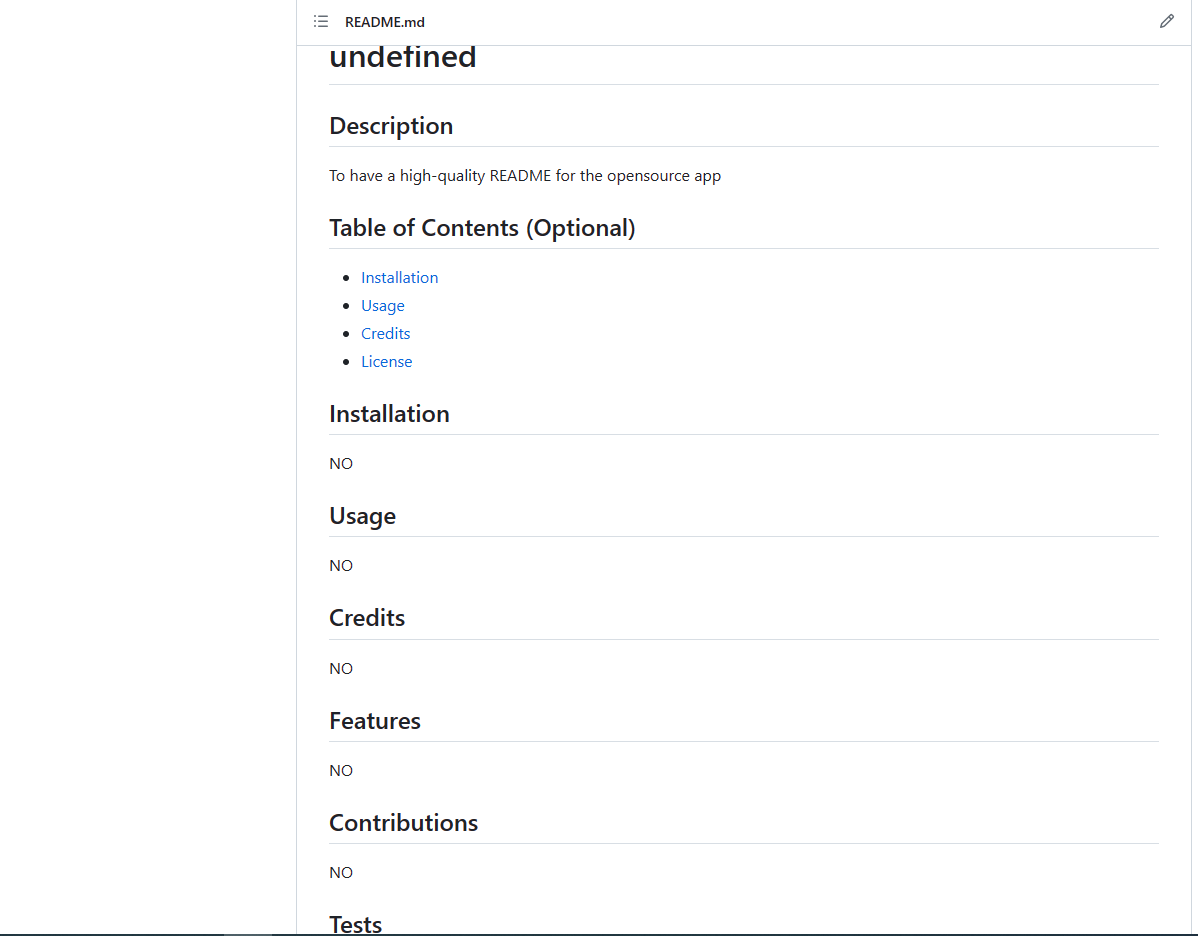 README.md
undefined
Description
To have a high-quality README for the opensource app
Table of Contents (Optional)
Installation
Usage
Credits
License
Installation
NO
Usage
NO
Credits
NO
Features
NO
Contributions
NO
Tests